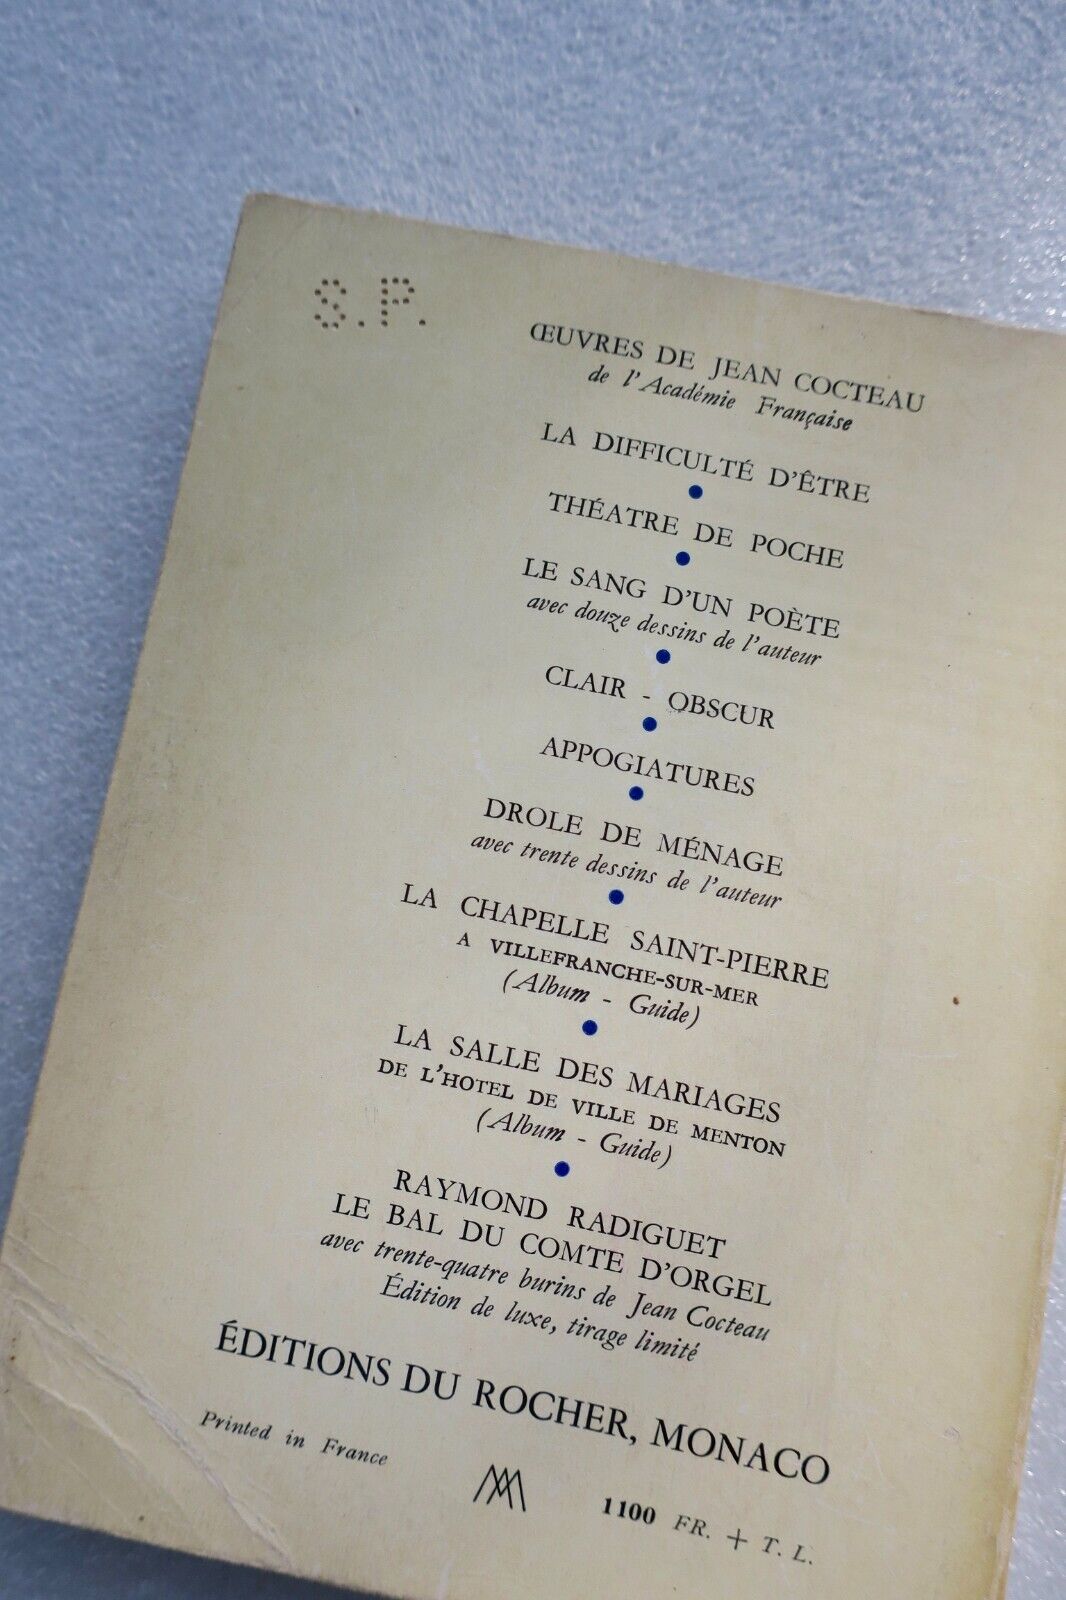 S.P.
ŒUVRES DE JEAN COCTEAU
de l'Académie Française
LA DIFFICULTÉ D'ÊTRE
THÉATRE DE POCHE
LE SANG D'UN POÈTE
avec douze dessins de l'auteur
CLAIR - OBSCUR
APPOGIATURES
DROLE DE MÉNAGE
avec trente dessins de l'auteur
LA CHAPELLE SAINT-PIERRE
A VILLEFRANCHE-SUR-MER
(Album - Guide)
LA SALLE DES MARIAGES
DE L'HOTEL DE VILLE DE MENTON
(Album - Guide)
RAYMOND RADIGUET
LE BAL DU COMTE D'ORGEL
avec trente-quatre burins de Jean Cocteau
Édition de luxe, tirage limité
ÉDITIONS DU ROCHER, MONACO
Printed in France
1100 FR. + T. L.